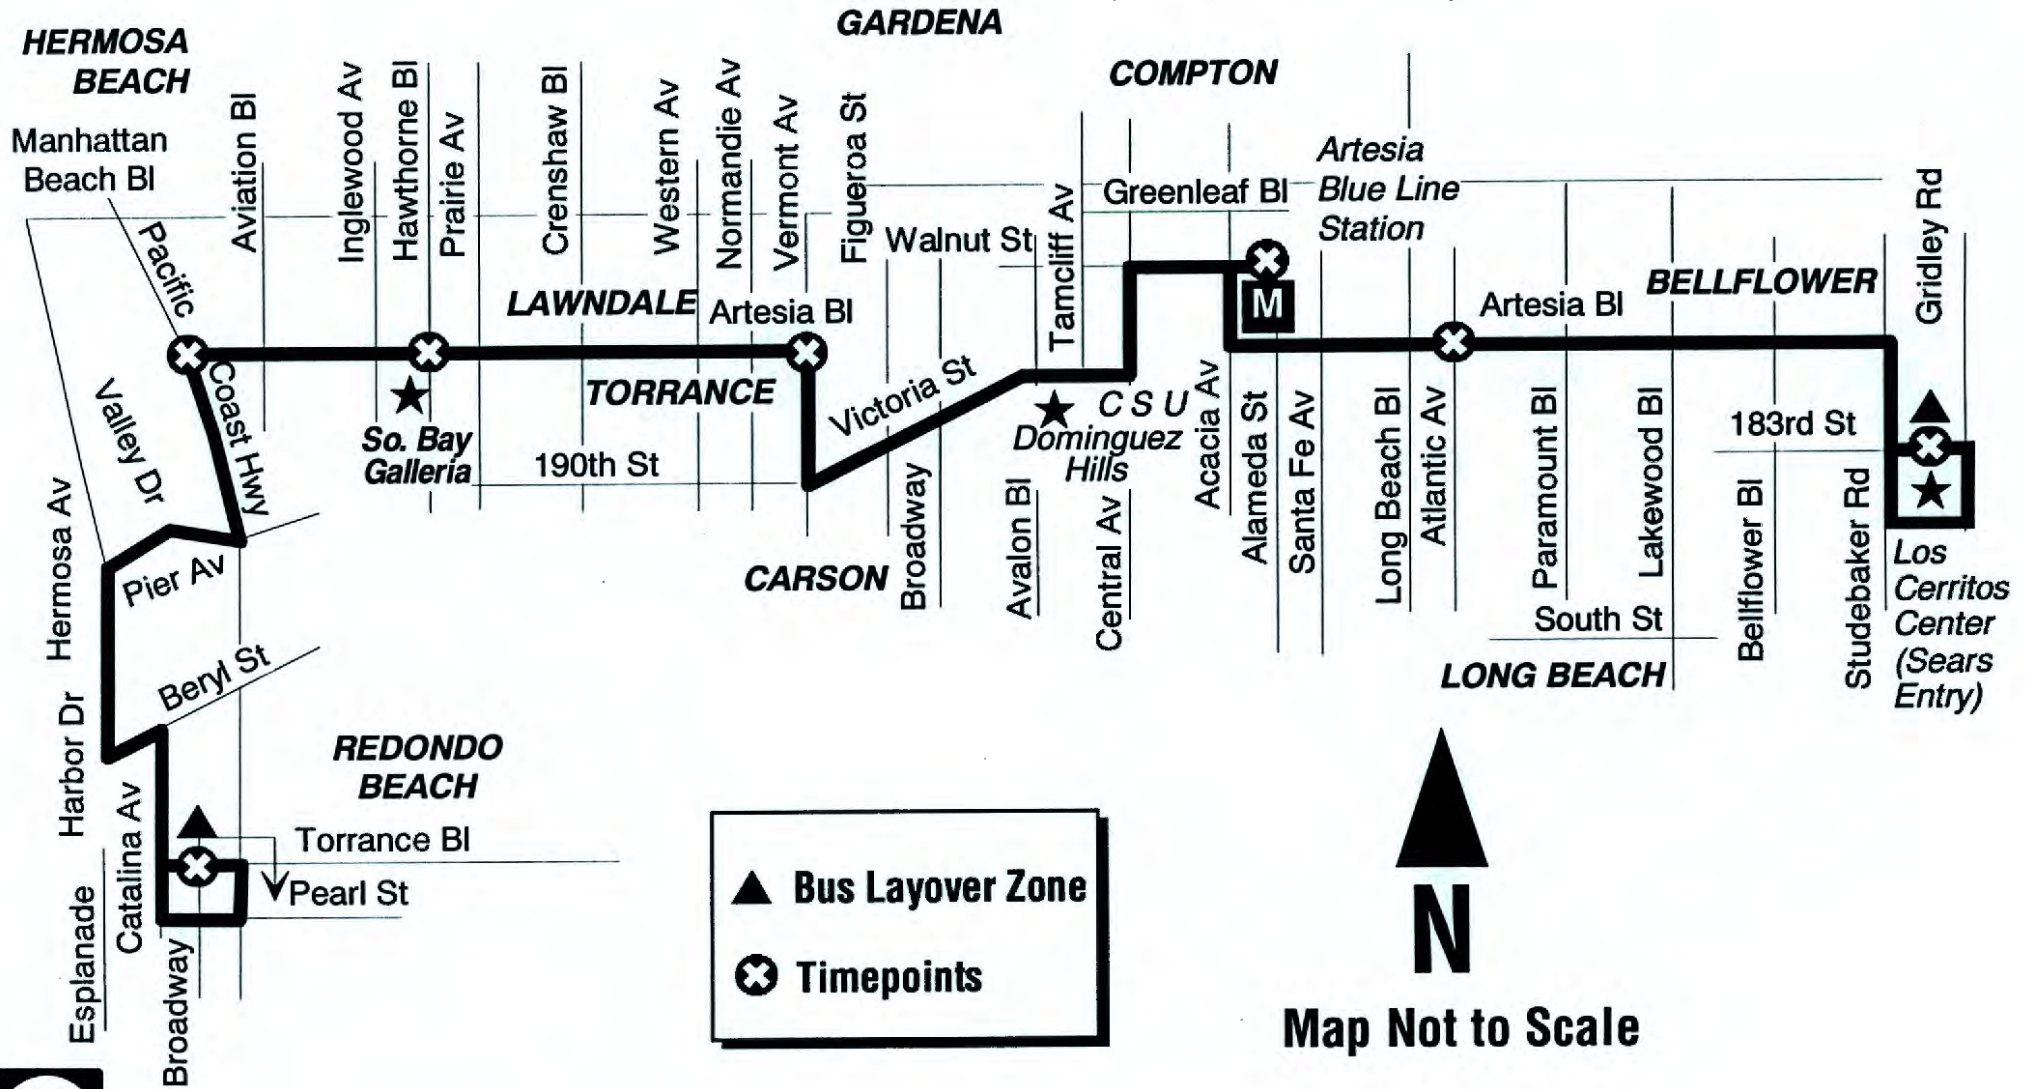 GARDENA
HERMOSA
BEACH
COMPTON
Manhattan
Beach Bl
Pacific
Coast Hwy
Aviation Bl
Inglewood Av
Hawthorne Bl
Prairie Av
Crenshaw Bl
Western Av
Normandie Av
Vermont Av
Figueroa St
Walnut St
Tamcliff Av
Greenleaf Bl
Artesia
Blue Line
Station
Gridley Rd
LAWNDALE
Artesia Bl
M
Artesia Bl
BELLFLOWER
TORRANCE
Victoria St
So. Bay
Galleria
190th St
C S U
Dominguez
Hills
Acacia Av
Alameda St
Santa Fe Av
Long Beach Bl
Atlantic Av
Paramount Bl
Lakewood Bl
183rd St
Bellflower Bl
Studebaker Rd
Los
Cerritos
Center
(Sears
Entry)
Valley Dr
Hermosa Av
Pier Av
CARSON
Broadway
Avalon Bl
Central Av
South St
LONG BEACH
Beryl St
Harbor Dr
REDONDO
BEACH
Catalina Av
Torrance Bl
Pearl St
Esplanade
Broadway
Bus Layover Zone
Timepoints
N
Map Not to Scale